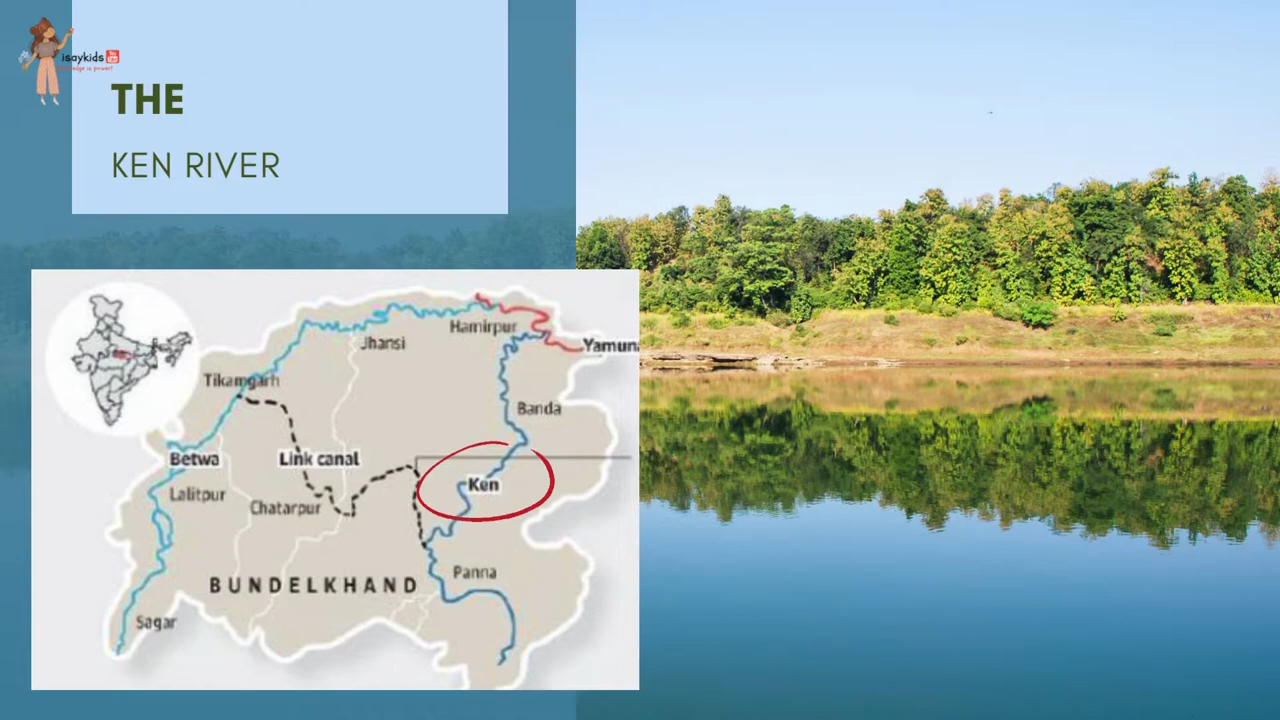 isaykids
THE
KEN RIVER
Hamirpur
Jhansi
Yamuna
Tikamgarh
Banda
Betwa
Link canal
Ken
Lalitpur
Chatarpur
Panna
BUNDELKHAND
Sagar